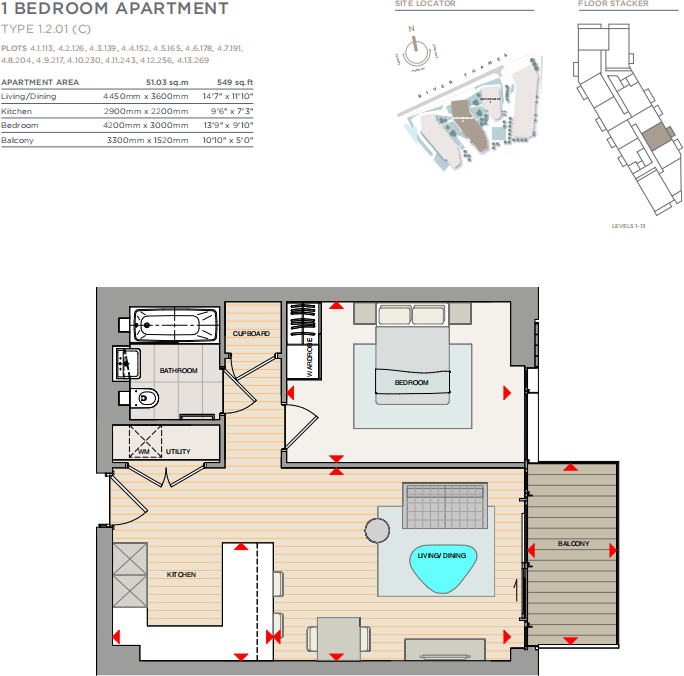 1 BEDROOM APARTMENT
TYPE 1.2.01 (C)
PLOTS 4.1.113, 4.2.126, 4.3.139, 4.4.152, 4.5.165, 4.6.178, 4.7.191,
4.8.204, 4.9.217, 4.10.230, 4.11.243, 4.12.256, 4.13.269
APARTMENT AREA 51.03 sq.m 549 sq.ft
Living/Dining 4450mm x 3600mm 14'7" x 11'10"
Kitchen 2900mm x 2200mm 9'6" x 7'3"
Bedroom 4200mm x 3000mm 13'9" x 9'10"
Balcony 3300mm x 1520mm 10'10" x 5'0"
SITE LOCATOR
N
RIVER THAMES
FLOOR STACKER
LEVELS 1-13
CUPBOARD
WARDROBE
BATHROOM
BEDROOM
WM
UTILITY
BALCONY
LIVING/ DINING
KITCHEN